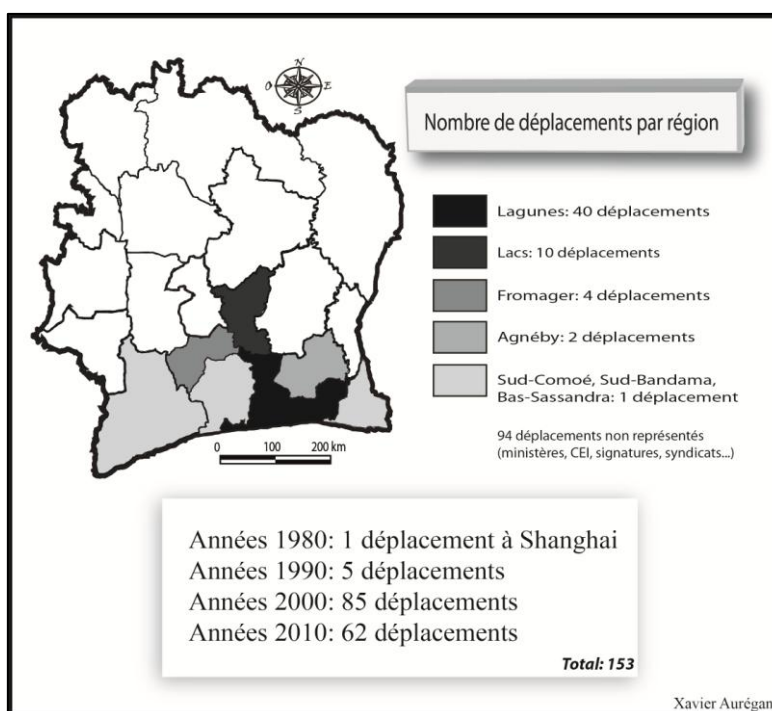 N
O
E
S
Nombre de déplacements par région
Lagunes: 40 déplacements
Lacs: 10 déplacements
Fromager: 4 déplacements
Agnéby: 2 déplacements
Sud-Comoé, Sud-Bandama,
Bas-Sassandra: 1 déplacement
94 déplacements non représentés
(ministères, CEI, signatures, syndicats...)
0 100 200 km
Années 1980: 1 déplacement à Shanghai
Années 1990: 5 déplacements
Années 2000: 85 déplacements
Années 2010: 62 déplacements
Total: 153
Xavier Aurégan